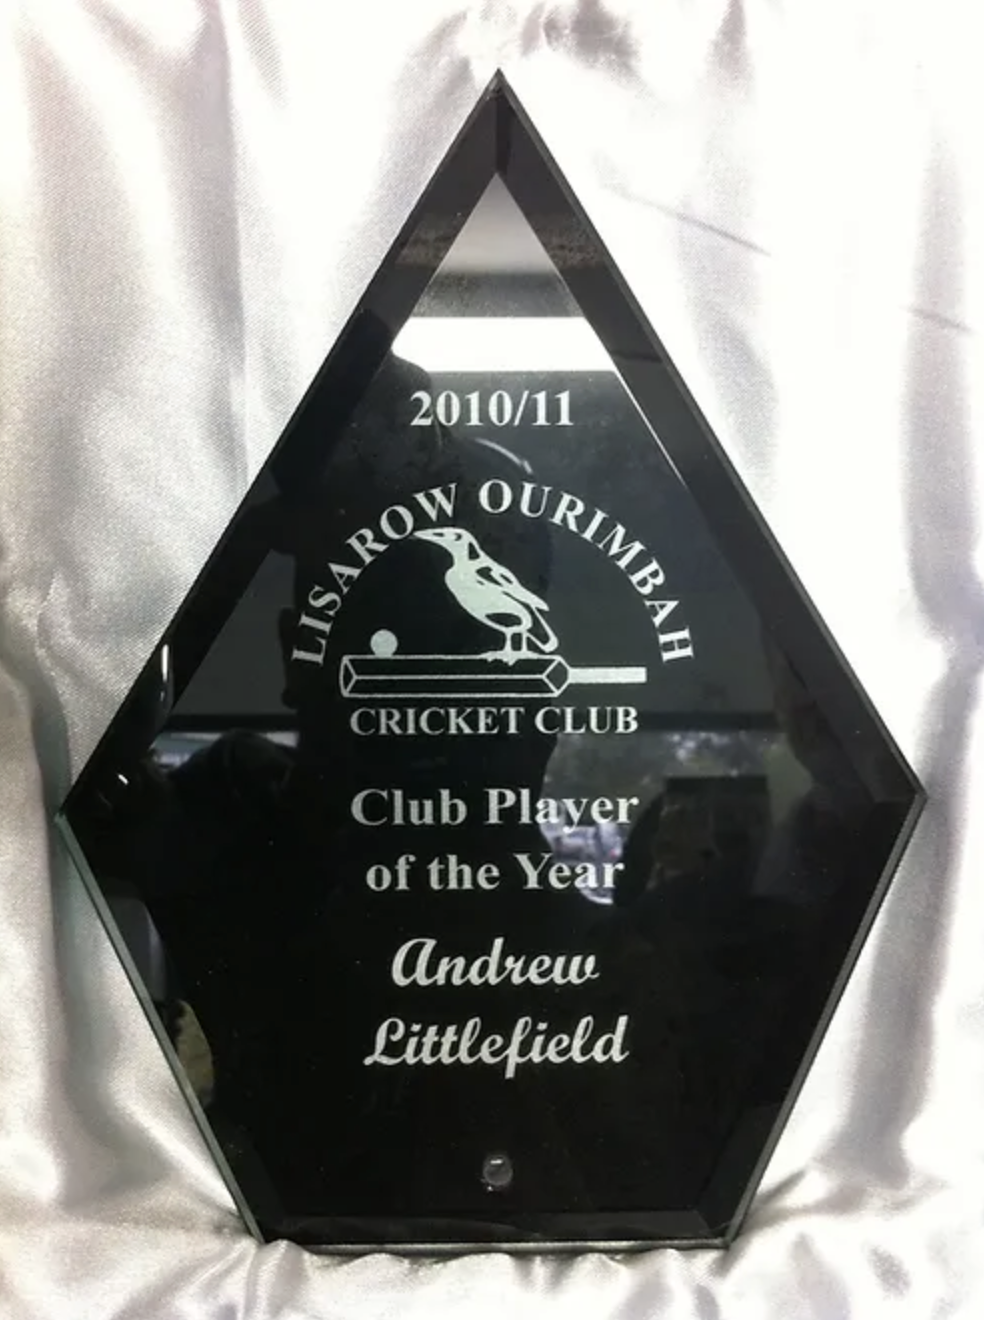 2010/11
LISAROW OURIMBAH
CRICKET CLUB
Club Player
of the Year
Andrew
Littlefield